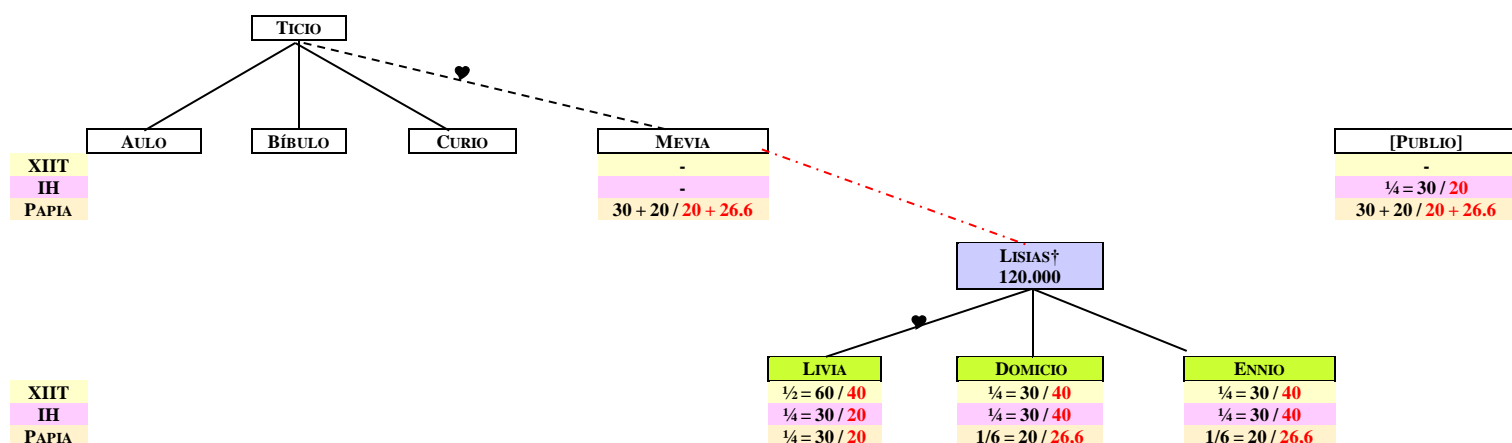 TICIO
AULO BÍBULO CURIO MEVIA [PUBLIO]
XIIT - -
IH - ¼ = 30 / 20
PAPIA 30 + 20 / 20 + 26.6 30 + 20 / 20 + 26.6
LISIAS†
120.000
LIVIA DOMICIO ENNIO
XIIT ½ = 60 / 40 ¼ = 30 / 40 ¼ = 30 / 40
IH ¼ = 30 / 20 ¼ = 30 / 40 ¼ = 30 / 40
PAPIA ¼ = 30 / 20 1/6 = 20 / 26.6 1/6 = 20 / 26.6